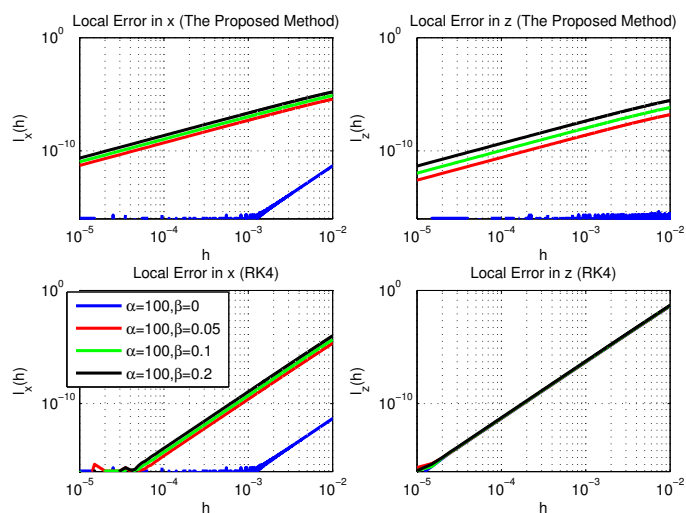 Local Error in x (The Proposed Method)
10^0
10^−10
l_x(h)
10^−5
10^−4
10^−3
10^−2
h
Local Error in z (The Proposed Method)
10^0
10^−10
l_z(h)
10^−5
10^−4
10^−3
10^−2
h
Local Error in x (RK4)
10^0
10^−10
l_x(h)
α=100,β=0
α=100,β=0.05
α=100,β=0.1
α=100,β=0.2
10^−5
10^−4
10^−3
10^−2
h
Local Error in z (RK4)
10^0
10^−10
l_z(h)
10^−5
10^−4
10^−3
10^−2
h